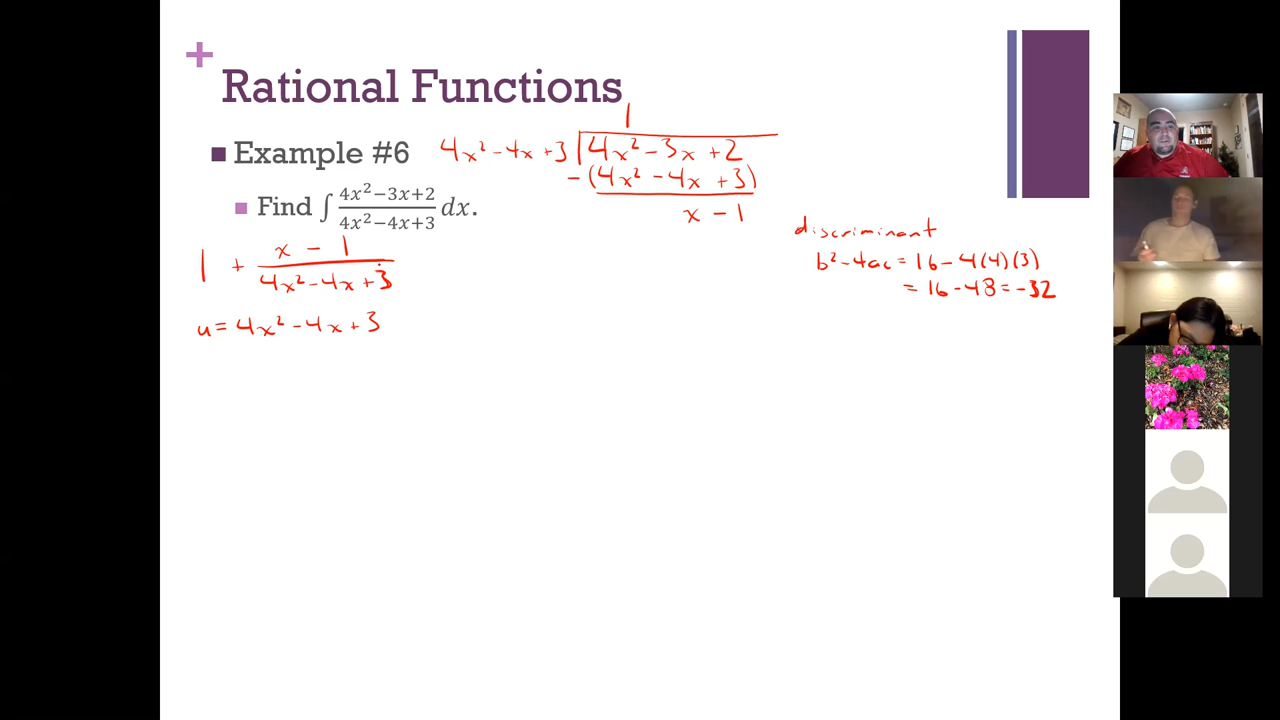 +
Rational Functions
1
Example #6
4x² - 4x + 3 4x² - 3x + 2
- (4x² - 4x + 3)
x - 1
Find ∫ 4x²−3x+2 / 4x²−4x+3 dx.
1 + x - 1 / 4x² - 4x + 3
u = 4x² - 4x + 3
discriminant
b² - 4ac = 16 - 4(4)(3)
= 16 - 48 = -32